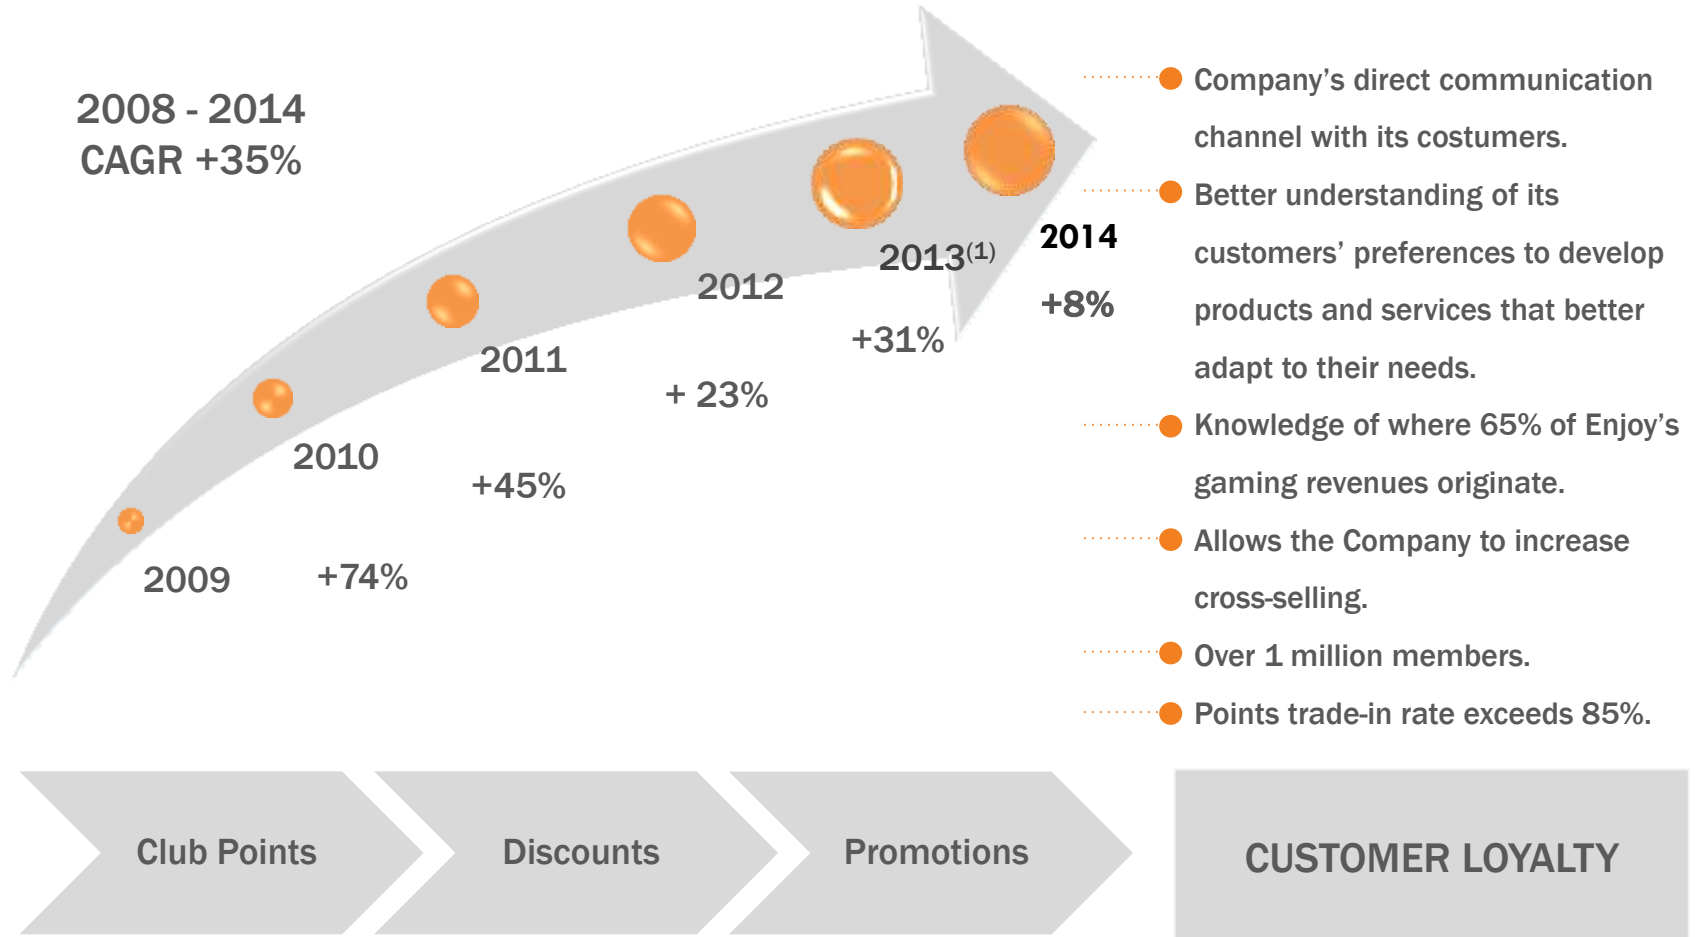 2008 - 2014
CAGR +35%
2009
+74%
2010
+45%
2011
+ 23%
2012
+31%
2013(1)
2014
+8%
Company’s direct communication
channel with its costumers.
Better understanding of its
customers’ preferences to develop
products and services that better
adapt to their needs.
Knowledge of where 65% of Enjoy’s
gaming revenues originate.
Allows the Company to increase
cross-selling.
Over 1 million members.
Points trade-in rate exceeds 85%.
Club Points
Discounts
Promotions
CUSTOMER LOYALTY